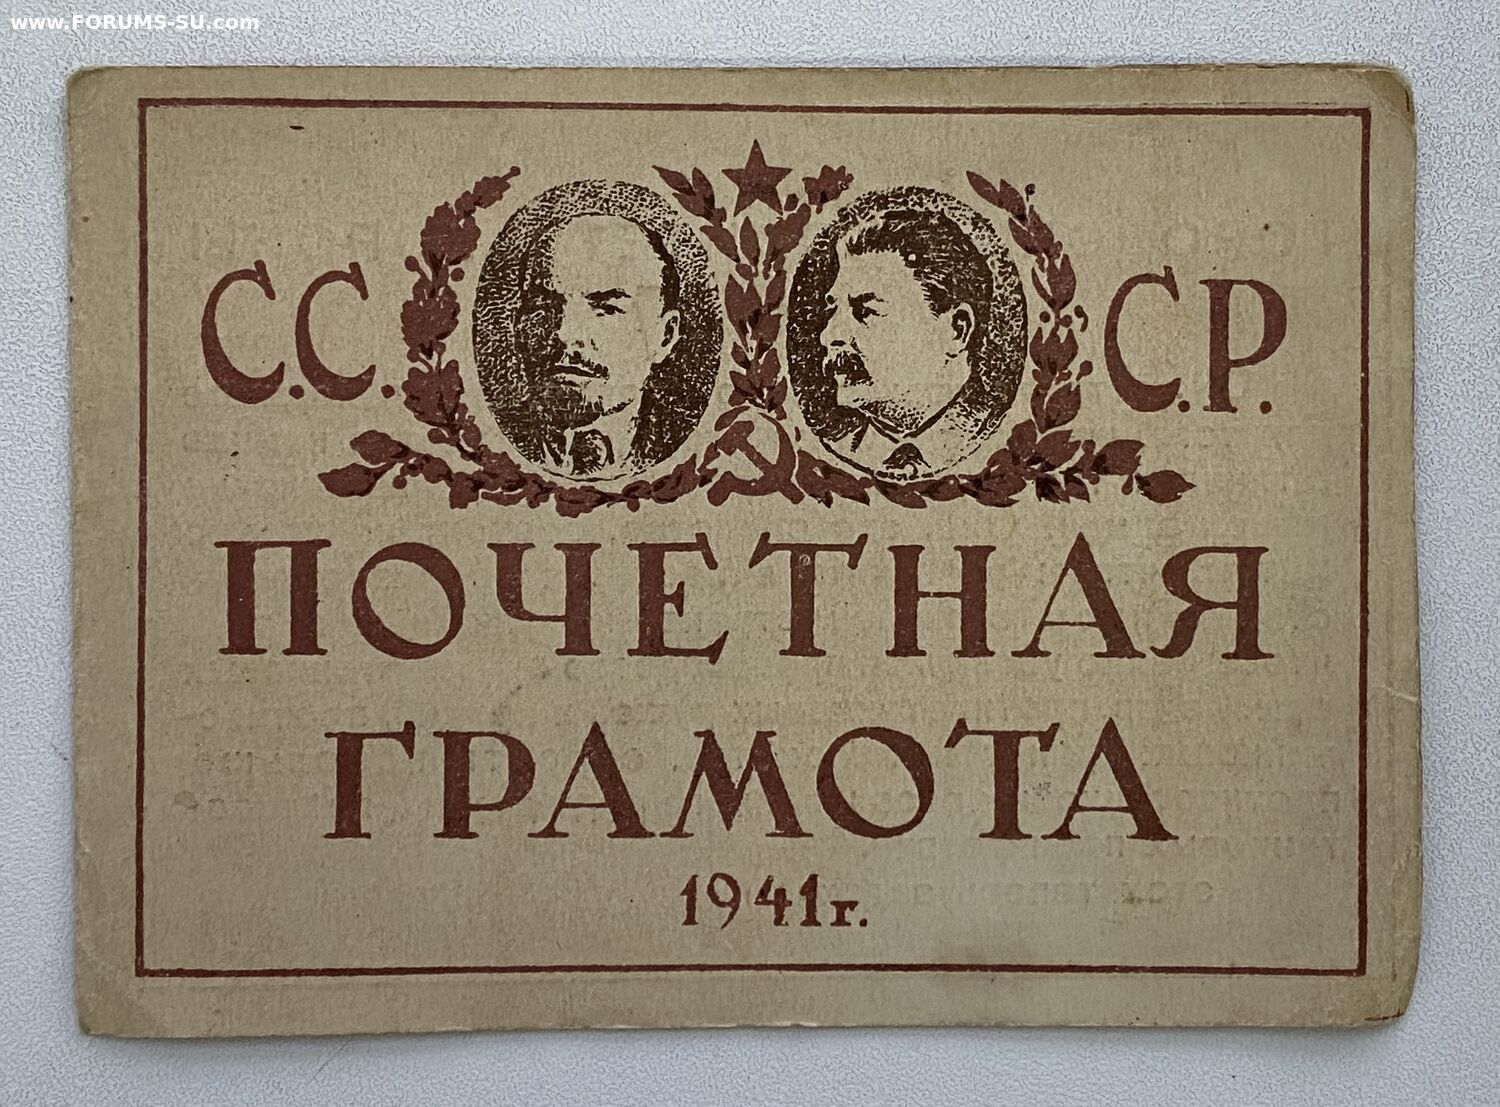 www.FORUMS-SU.com
С.С. С.Р.
ПОЧЕТНАЯ
ГРАМОТА
1941г.